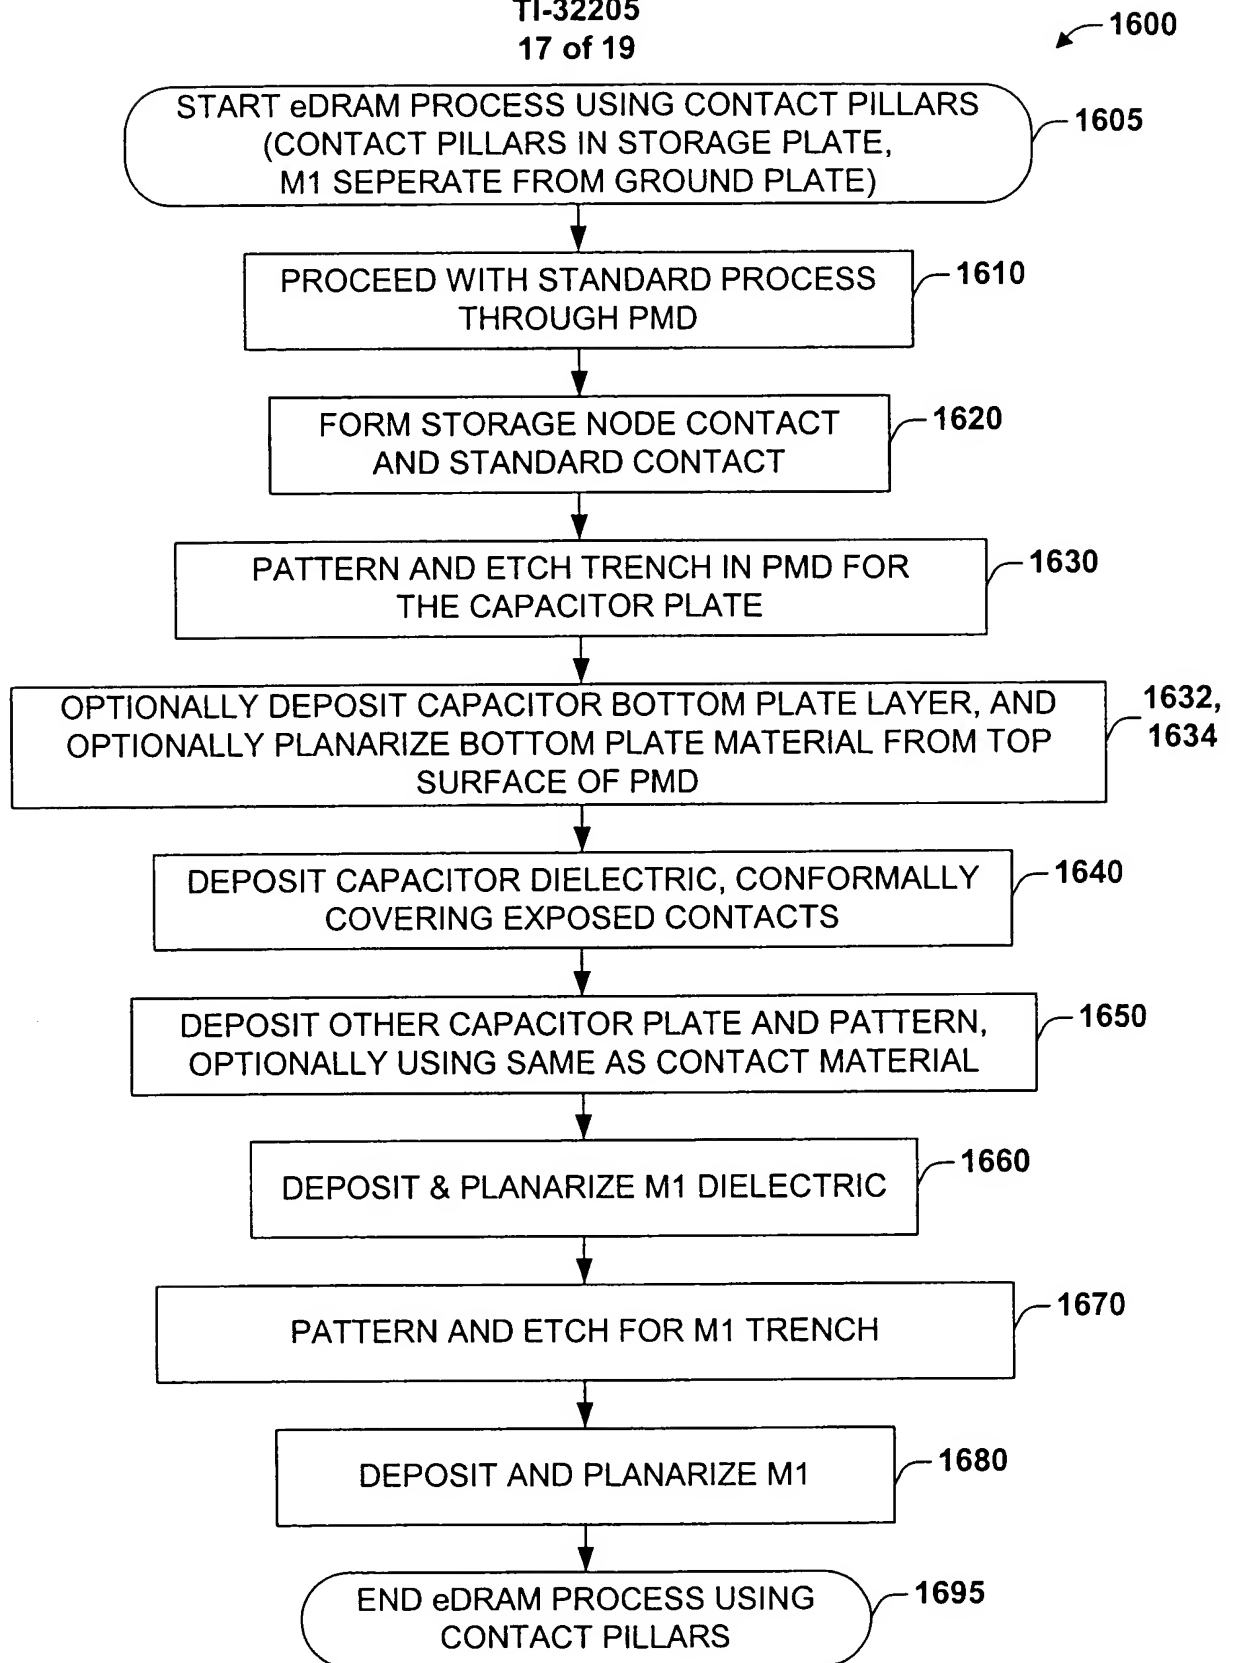 TI-32205
17 of 19
1600
START eDRAM PROCESS USING CONTACT PILLARS
(CONTACT PILLARS IN STORAGE PLATE,
M1 SEPERATE FROM GROUND PLATE)
1605
PROCEED WITH STANDARD PROCESS
THROUGH PMD
1610
FORM STORAGE NODE CONTACT
AND STANDARD CONTACT
1620
PATTERN AND ETCH TRENCH IN PMD FOR
THE CAPACITOR PLATE
1630
OPTIONALLY DEPOSIT CAPACITOR BOTTOM PLATE LAYER, AND
OPTIONALLY PLANARIZE BOTTOM PLATE MATERIAL FROM TOP
SURFACE OF PMD
1632,
1634
DEPOSIT CAPACITOR DIELECTRIC, CONFORMALLY
COVERING EXPOSED CONTACTS
1640
DEPOSIT OTHER CAPACITOR PLATE AND PATTERN,
OPTIONALLY USING SAME AS CONTACT MATERIAL
1650
DEPOSIT & PLANARIZE M1 DIELECTRIC
1660
PATTERN AND ETCH FOR M1 TRENCH
1670
DEPOSIT AND PLANARIZE M1
1680
END eDRAM PROCESS USING
CONTACT PILLARS
1695